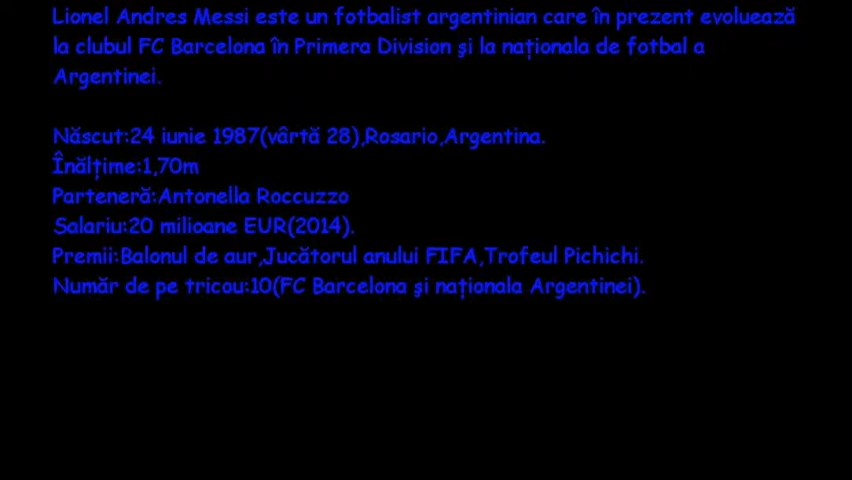 Lionel Andres Messi este un fotbalist argentinian care în prezent evoluează
la clubul FC Barcelona în Primera Division şi la naționala de fotbal a
Argentinei.
Născut:24 iunie 1987(vârtă 28),Rosario,Argentina.
Înălțime:1,70m
Parteneră:Antonella Roccuzzo
Salariu:20 milioane EUR(2014).
Premii:Balonul de aur,Jucătorul anului FIFA,Trofeul Pichichi.
Număr de pe tricou:10(FC Barcelona şi naționala Argentinei).